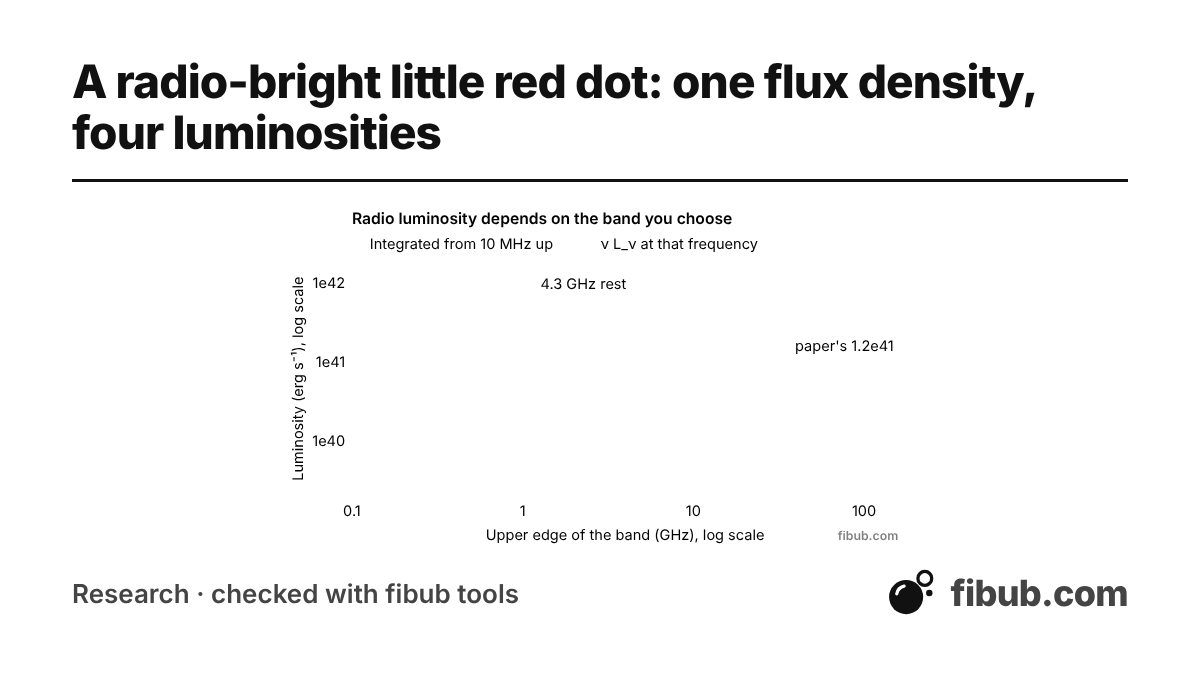 A radio-bright little red dot: one flux density,
four luminosities
Radio luminosity depends on the band you choose
Integrated from 10 MHz up
ν L_ν at that frequency
Luminosity (erg s⁻¹), log scale
1e42
4.3 GHz rest
paper's 1.2e41
1e41
1e40
0.1
1
10
100
Upper edge of the band (GHz), log scale
fibub.com
Research · checked with fibub tools
fibub.com